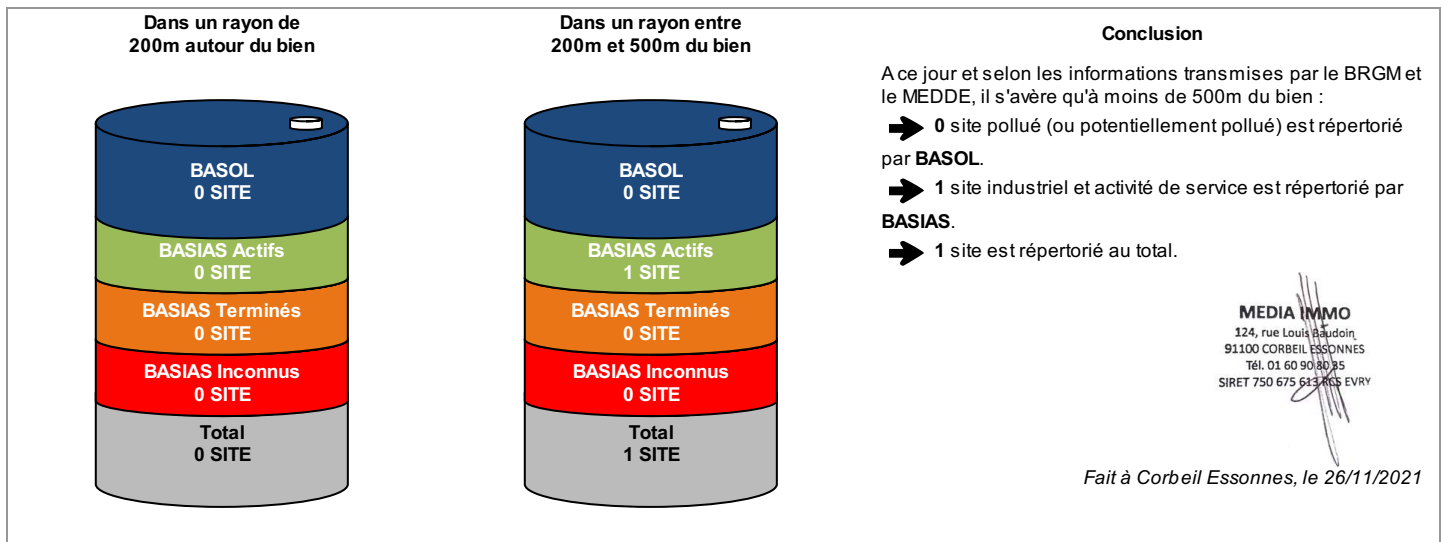 Dans un rayon de
200m autour du bien
BASOL
0 SITE
BASIAS Actifs
0 SITE
BASIAS Terminés
0 SITE
BASIAS Inconnus
0 SITE
Total
0 SITE
Dans un rayon entre
200m et 500m du bien
BASOL
0 SITE
BASIAS Actifs
1 SITE
BASIAS Terminés
0 SITE
BASIAS Inconnus
0 SITE
Total
1 SITE
Conclusion
A ce jour et selon les informations transmises par le BRGM et
le MEDDE, il s'avère qu'à moins de 500m du bien :
0 site pollué (ou potentiellement pollué) est répertorié
par BASOL.
1 site industriel et activité de service est répertorié par
BASIAS.
1 site est répertorié au total.
MEDIA IMMO
124, rue Louis Baudoin
91100 CORBEIL ESSONNES
Tél. 01 60 90 80 85
SIRET 750 675 613 RCS EVRY
Fait à Corbeil Essonnes, le 26/11/2021